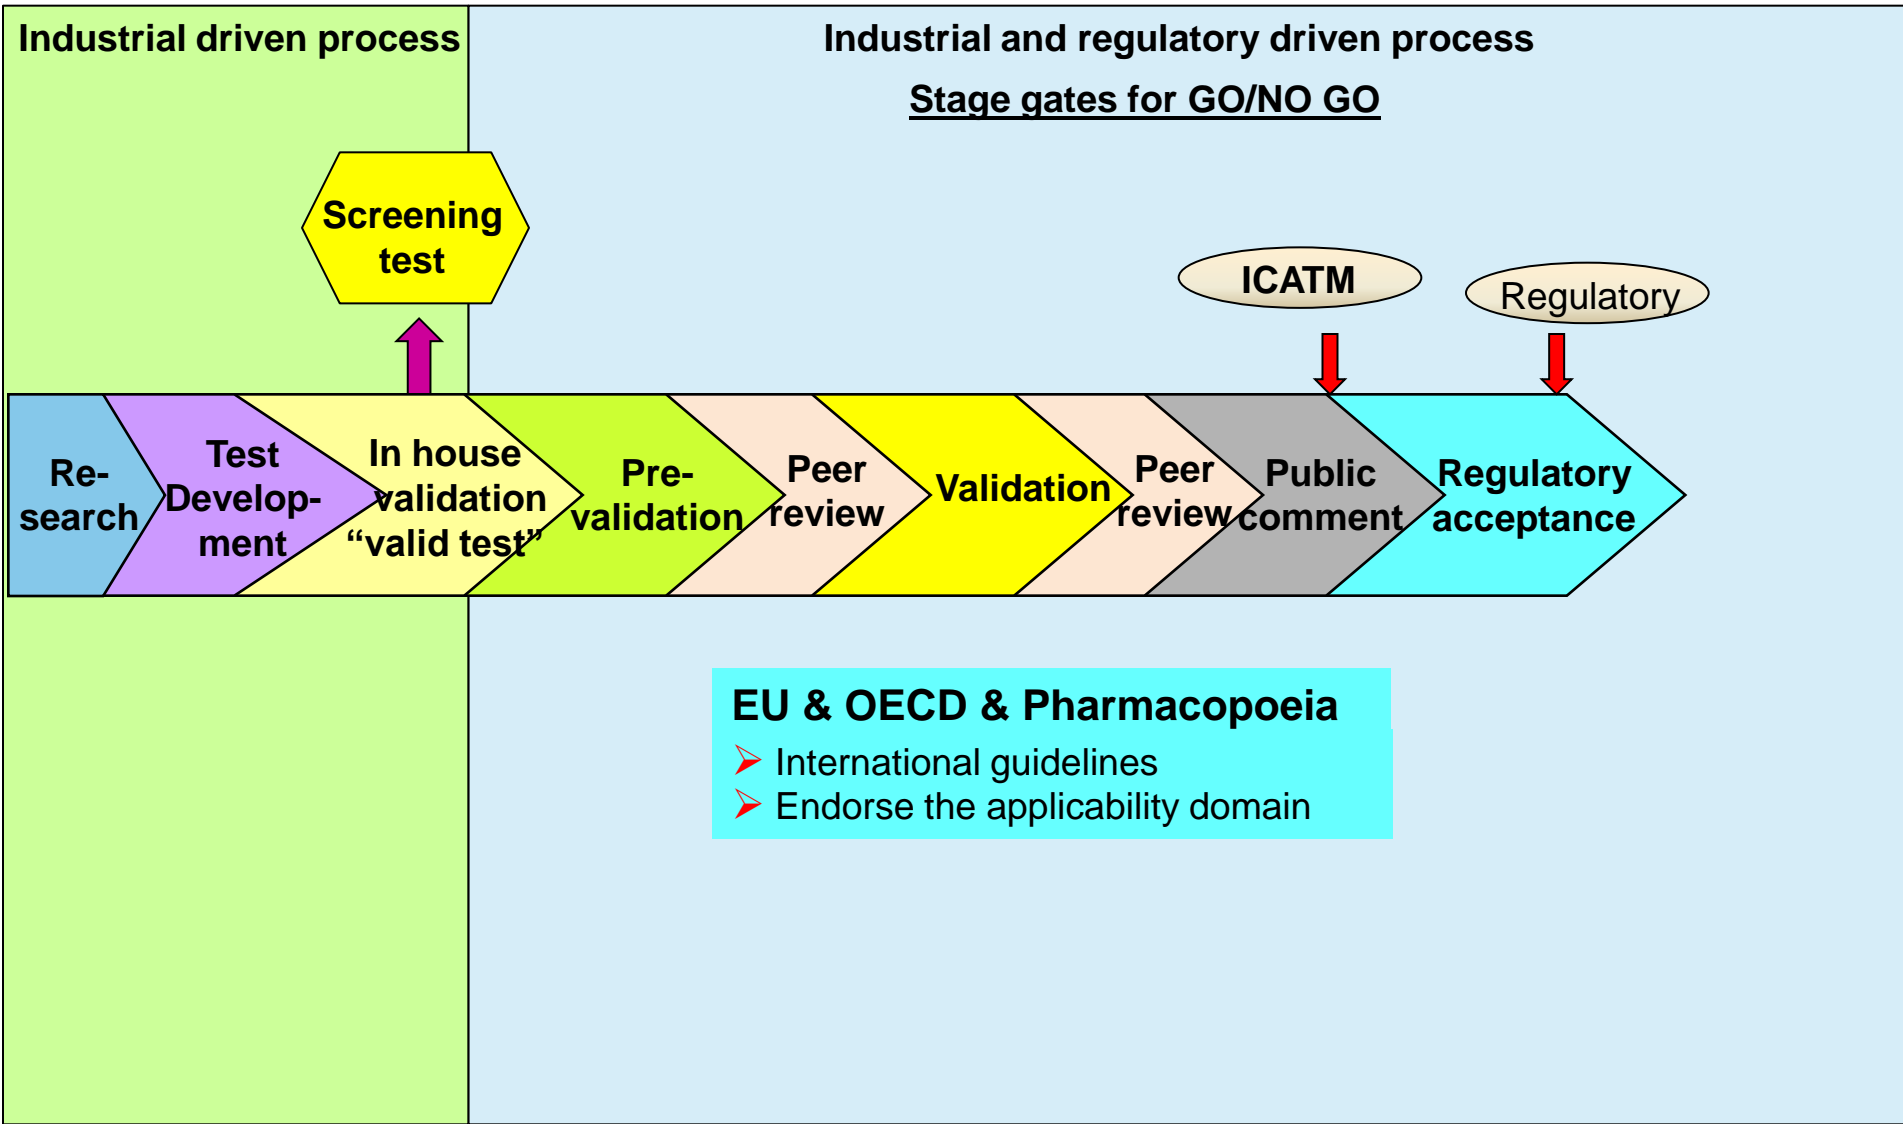 Industrial driven process
Industrial and regulatory driven process
Stage gates for GO/NO GO
Screening
test
ICATM
Regulatory
Re-
search
Test
Develop-
ment
In house
validation
“valid test”
Pre-
validation
Peer
review
Validation
Peer
review
Public
comment
Regulatory
acceptance
EU & OECD & Pharmacopoeia
International guidelines
Endorse the applicability domain